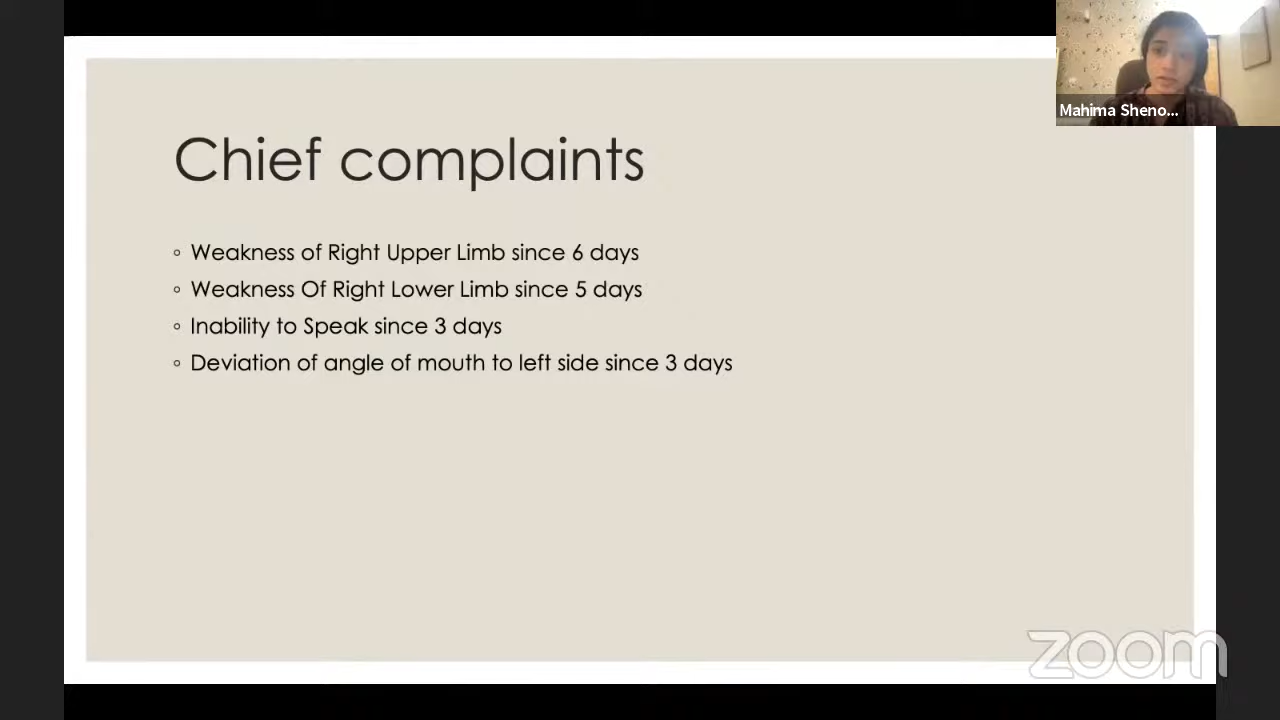 Mahima Sheno...
Chief complaints
◦ Weakness of Right Upper Limb since 6 days
◦ Weakness Of Right Lower Limb since 5 days
◦ Inability to Speak since 3 days
◦ Deviation of angle of mouth to left side since 3 days
zoom